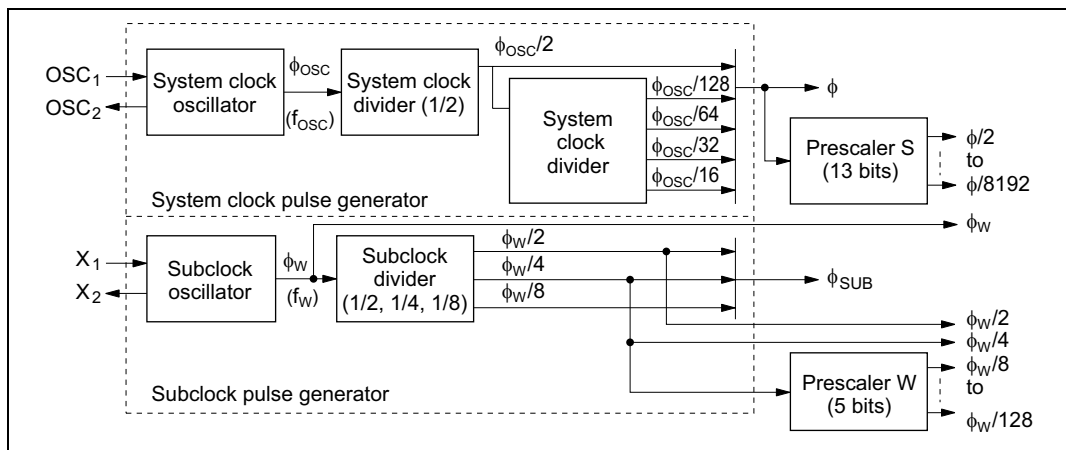 OSC1
OSC2
System clock
oscillator
ϕOSC
(fOSC)
System clock
divider (1/2)
ϕOSC/2
System
clock
divider
ϕOSC/128
ϕOSC/64
ϕOSC/32
ϕOSC/16
ϕ
Prescaler S
(13 bits)
ϕ/2
to
ϕ/8192
System clock pulse generator
ϕW
X1
X2
Subclock
oscillator
ϕW
(fW)
Subclock
divider
(1/2, 1/4, 1/8)
ϕW/2
ϕW/4
ϕW/8
ϕSUB
ϕW/2
ϕW/4
Prescaler W
(5 bits)
ϕW/8
to
ϕW/128
Subclock pulse generator